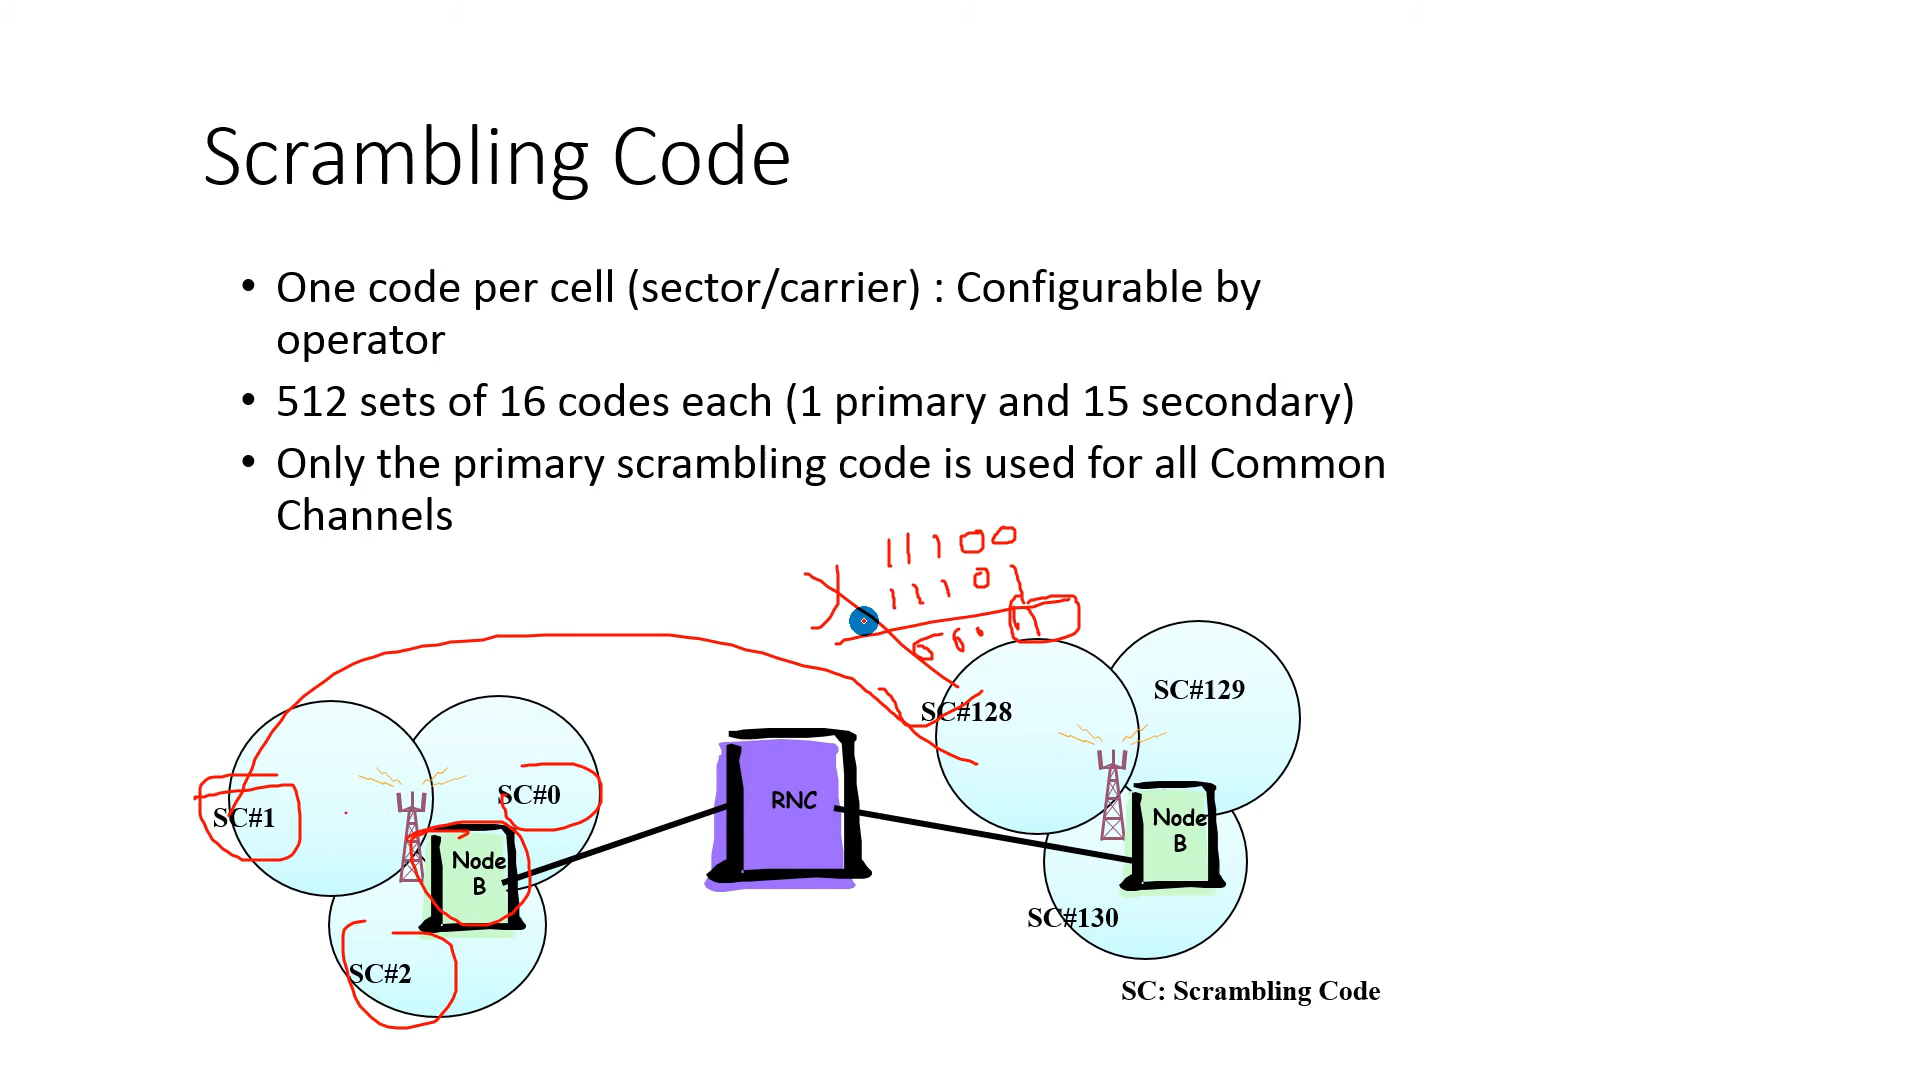 Scrambling Code
• One code per cell (sector/carrier) : Configurable by
operator
• 512 sets of 16 codes each (1 primary and 15 secondary)
• Only the primary scrambling code is used for all Common
Channels
11100
11101
SC#129
SC#128
SC#0
SC#1
RNC
Node
B
Node
B
SC#130
SC#2
SC: Scrambling Code